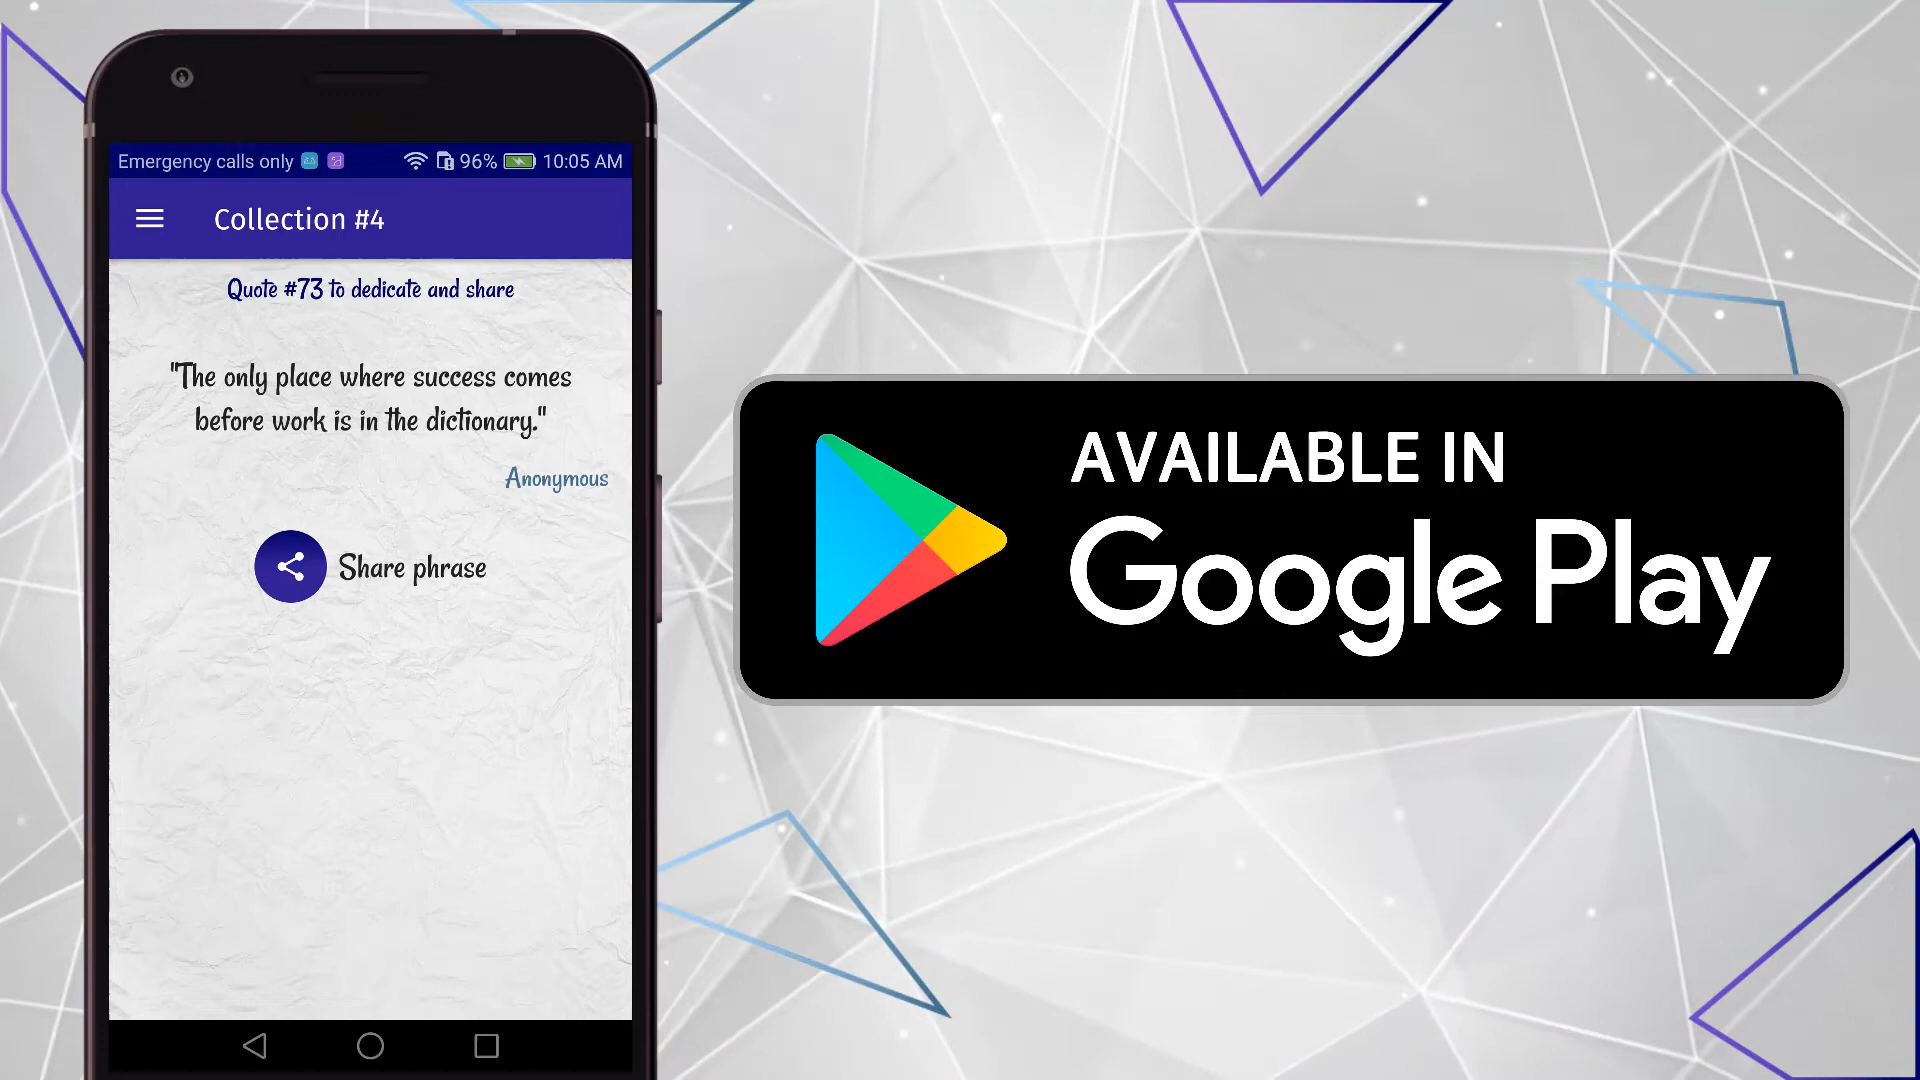 Emergency calls only 96% 10:05 AM
Collection #4
Quote #73 to dedicate and share
"The only place where success comes
before work is in the dictionary."
Anonymous
Share phrase
AVAILABLE IN
Google Play